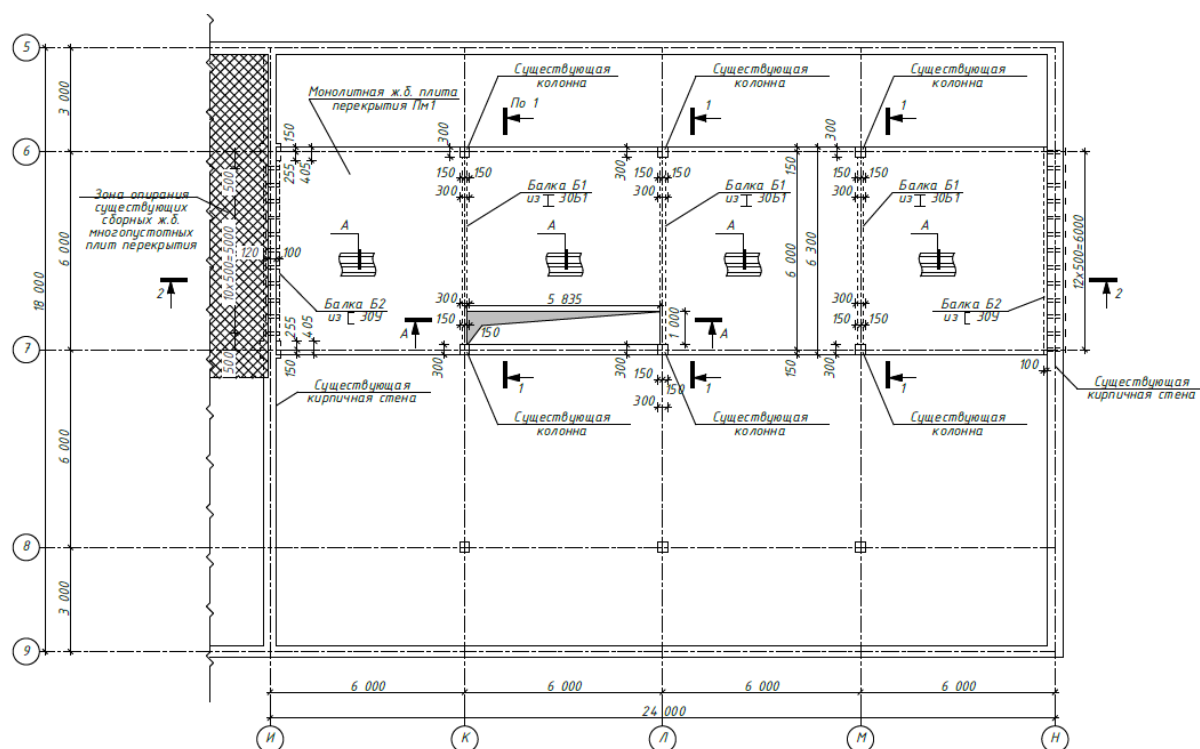 5
6
7
8
9
3 000
6 000
6 000
3 000
18 000
Существующая
колонна
Существующая
колонна
Существующая
колонна
Монолитная ж.б. плита
перекрытия Пм1
По 1
1
1
150
255
405
300
300
300
150
150
300
150
150
300
150
150
300
150
6 000
6 300
Зона опирания
существующих
сборных ж.б.
многопустотных
плит перекрытия
500
10х500=5000
500
120
100
Балка Б1
из 30Б1
Балка Б1
из 30Б1
Балка Б1
из 30Б1
А
А
А
А
12х500=6000
2
2
Балка Б2
из 30У
Балка Б2
из 30У
300
150
5 835
150
1 000
А
А
300
150
150
255
405
150
300
300
150
150
300
150
300
100
1
1
1
Существующая
кирпичная стена
Существующая
колонна
Существующая
колонна
Существующая
колонна
Существующая
кирпичная стена
6 000
6 000
6 000
6 000
24 000
И
К
Л
М
Н